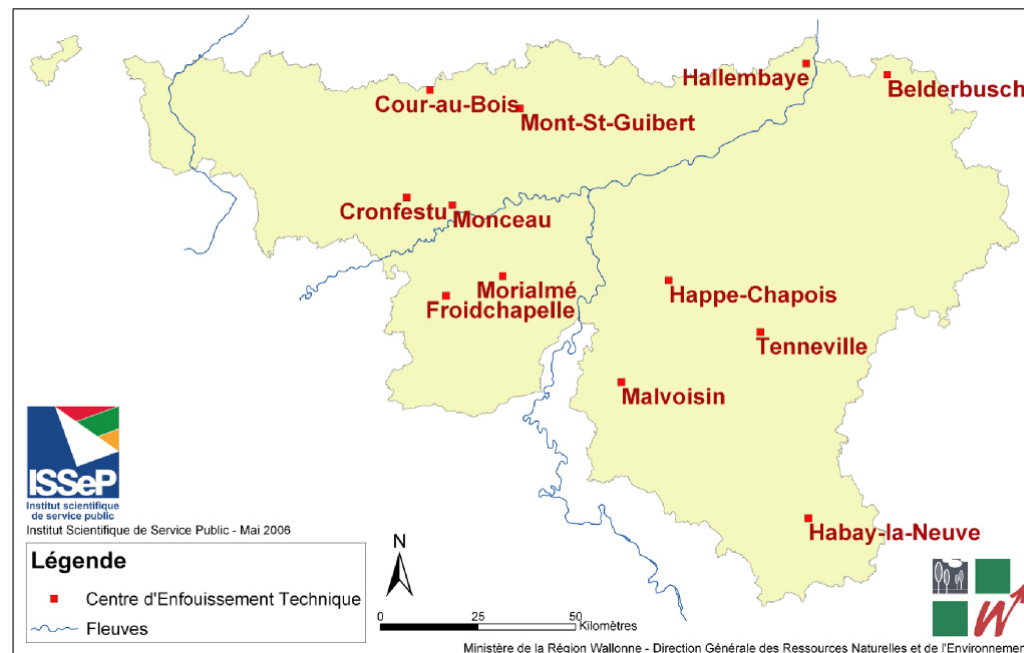 Hallembaye
Belderbusch
Cour-au-Bois
Mont-St-Guibert
Cronfestu
Monceau
Morialmé
Froidchapelle
Happe-Chapois
Tenneville
Malvoisin
Habay-la-Neuve
ISSeP
Institut scientifique
de service public
Institut Scientifique de Service Public - Mai 2006
Légende
Centre d'Enfouissement Technique
Fleuves
N
0 25 50 Kilomètres
W
Ministère de la Région Wallonne - Direction Générale des Ressources Naturelles et de l'Environnemen